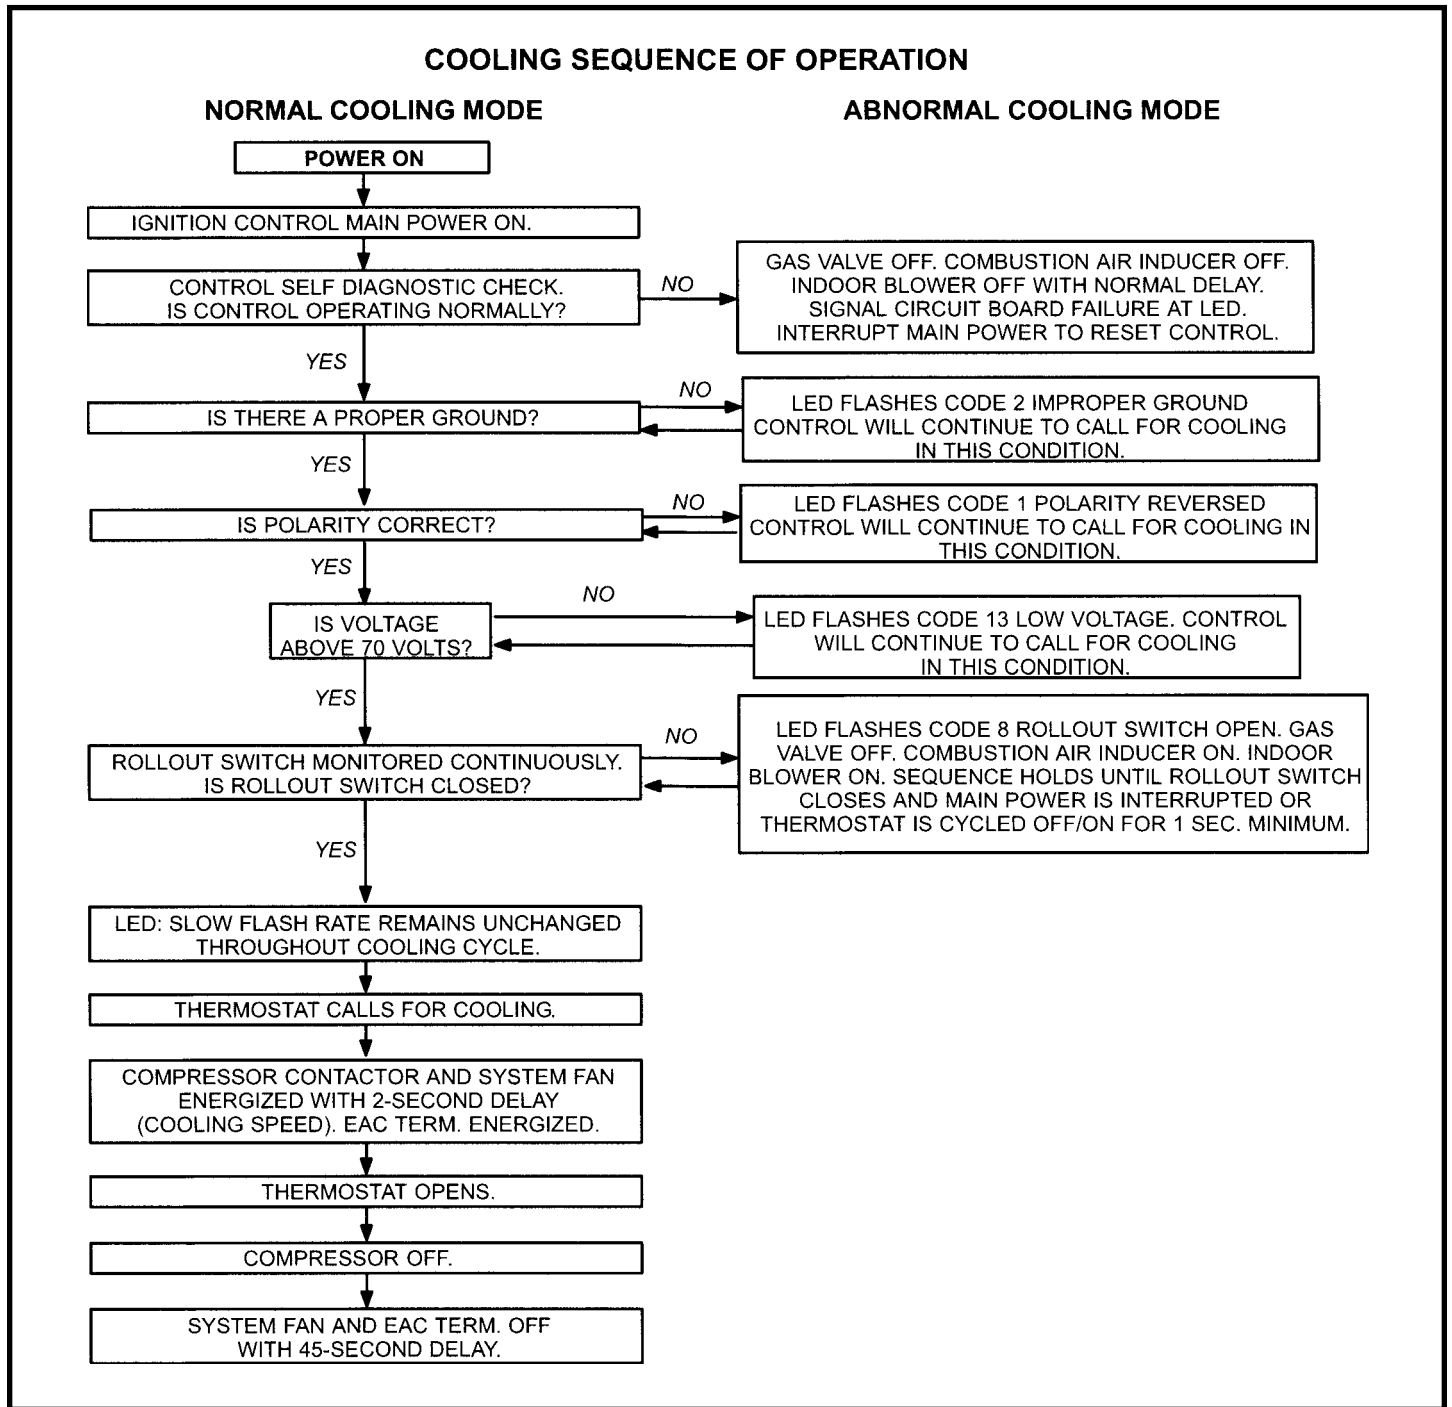 COOLING SEQUENCE OF OPERATION
NORMAL COOLING MODE
ABNORMAL COOLING MODE
POWER ON
IGNITION CONTROL MAIN POWER ON.
CONTROL SELF DIAGNOSTIC CHECK.
IS CONTROL OPERATING NORMALLY?
NO
GAS VALVE OFF. COMBUSTION AIR INDUCER OFF.
INDOOR BLOWER OFF WITH NORMAL DELAY.
SIGNAL CIRCUIT BOARD FAILURE AT LED.
INTERRUPT MAIN POWER TO RESET CONTROL.
YES
IS THERE A PROPER GROUND?
NO
LED FLASHES CODE 2 IMPROPER GROUND
CONTROL WILL CONTINUE TO CALL FOR COOLING
IN THIS CONDITION.
YES
IS POLARITY CORRECT?
NO
LED FLASHES CODE 1 POLARITY REVERSED
CONTROL WILL CONTINUE TO CALL FOR COOLING IN
THIS CONDITION.
YES
IS VOLTAGE
ABOVE 70 VOLTS?
NO
LED FLASHES CODE 13 LOW VOLTAGE. CONTROL
WILL CONTINUE TO CALL FOR COOLING
IN THIS CONDITION.
YES
ROLLOUT SWITCH MONITORED CONTINUOUSLY.
IS ROLLOUT SWITCH CLOSED?
NO
LED FLASHES CODE 8 ROLLOUT SWITCH OPEN. GAS
VALVE OFF. COMBUSTION AIR INDUCER ON. INDOOR
BLOWER ON. SEQUENCE HOLDS UNTIL ROLLOUT SWITCH
CLOSES AND MAIN POWER IS INTERRUPTED OR
THERMOSTAT IS CYCLED OFF/ON FOR 1 SEC. MINIMUM.
YES
LED: SLOW FLASH RATE REMAINS UNCHANGED
THROUGHOUT COOLING CYCLE.
THERMOSTAT CALLS FOR COOLING.
COMPRESSOR CONTACTOR AND SYSTEM FAN
ENERGIZED WITH 2-SECOND DELAY
(COOLING SPEED). EAC TERM. ENERGIZED.
THERMOSTAT OPENS.
COMPRESSOR OFF.
SYSTEM FAN AND EAC TERM. OFF
WITH 45-SECOND DELAY.